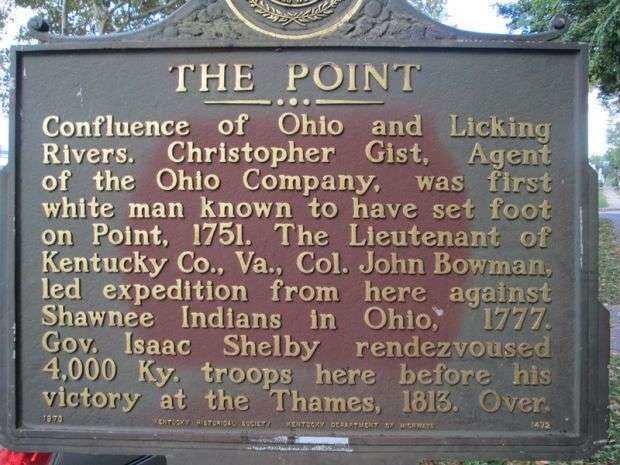 THE POINT
Confluence of Ohio and Licking
Rivers. Christopher Gist, Agent
of the Ohio Company, was first
white man known to have set foot
on Point, 1751. The Lieutenant of
Kentucky Co., Va., Col. John Bowman,
led expedition from here against
Shawnee Indians in Ohio, 1777.
Gov. Isaac Shelby rendezvoused
4,000 Ky. troops here before his
victory at the Thames, 1813. Over.
1973 KENTUCKY HISTORICAL SOCIETY KENTUCKY DEPARTMENT OF HIGHWAYS